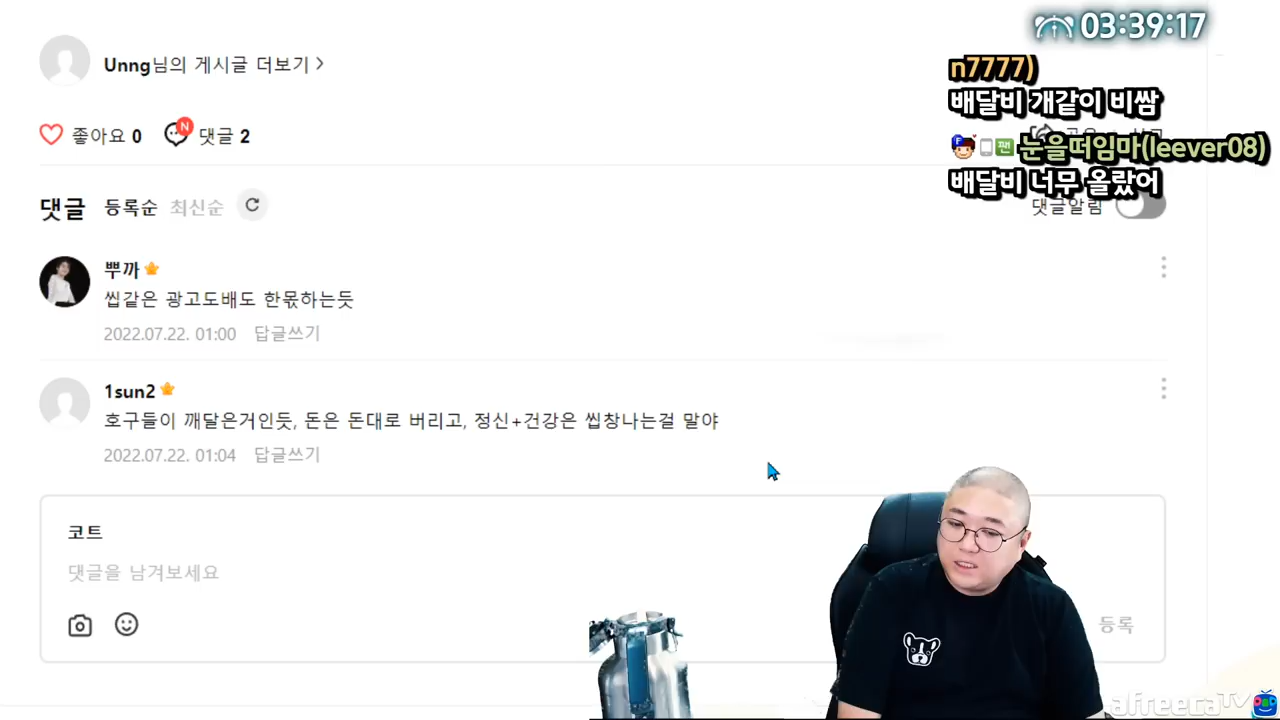 03:39:17
Unng님의 게시글 더보기 >
n7777)
배달비 개같이 비쌈
좋아요 0 N 댓글 2
F 팬 눈을떠임마(leever08)
배달비 너무 올랐어
댓글 등록순 최신순
댓글알림
뿌까
씹같은 광고도배도 한몫하는듯
2022.07.22. 01:00 답글쓰기
1sun2
호구들이 깨달은거인듯, 돈은 돈대로 버리고, 정신+건강은 씹창나는걸 말야
2022.07.22. 01:04 답글쓰기
코트
댓글을 남겨보세요
등록
afreecaTV